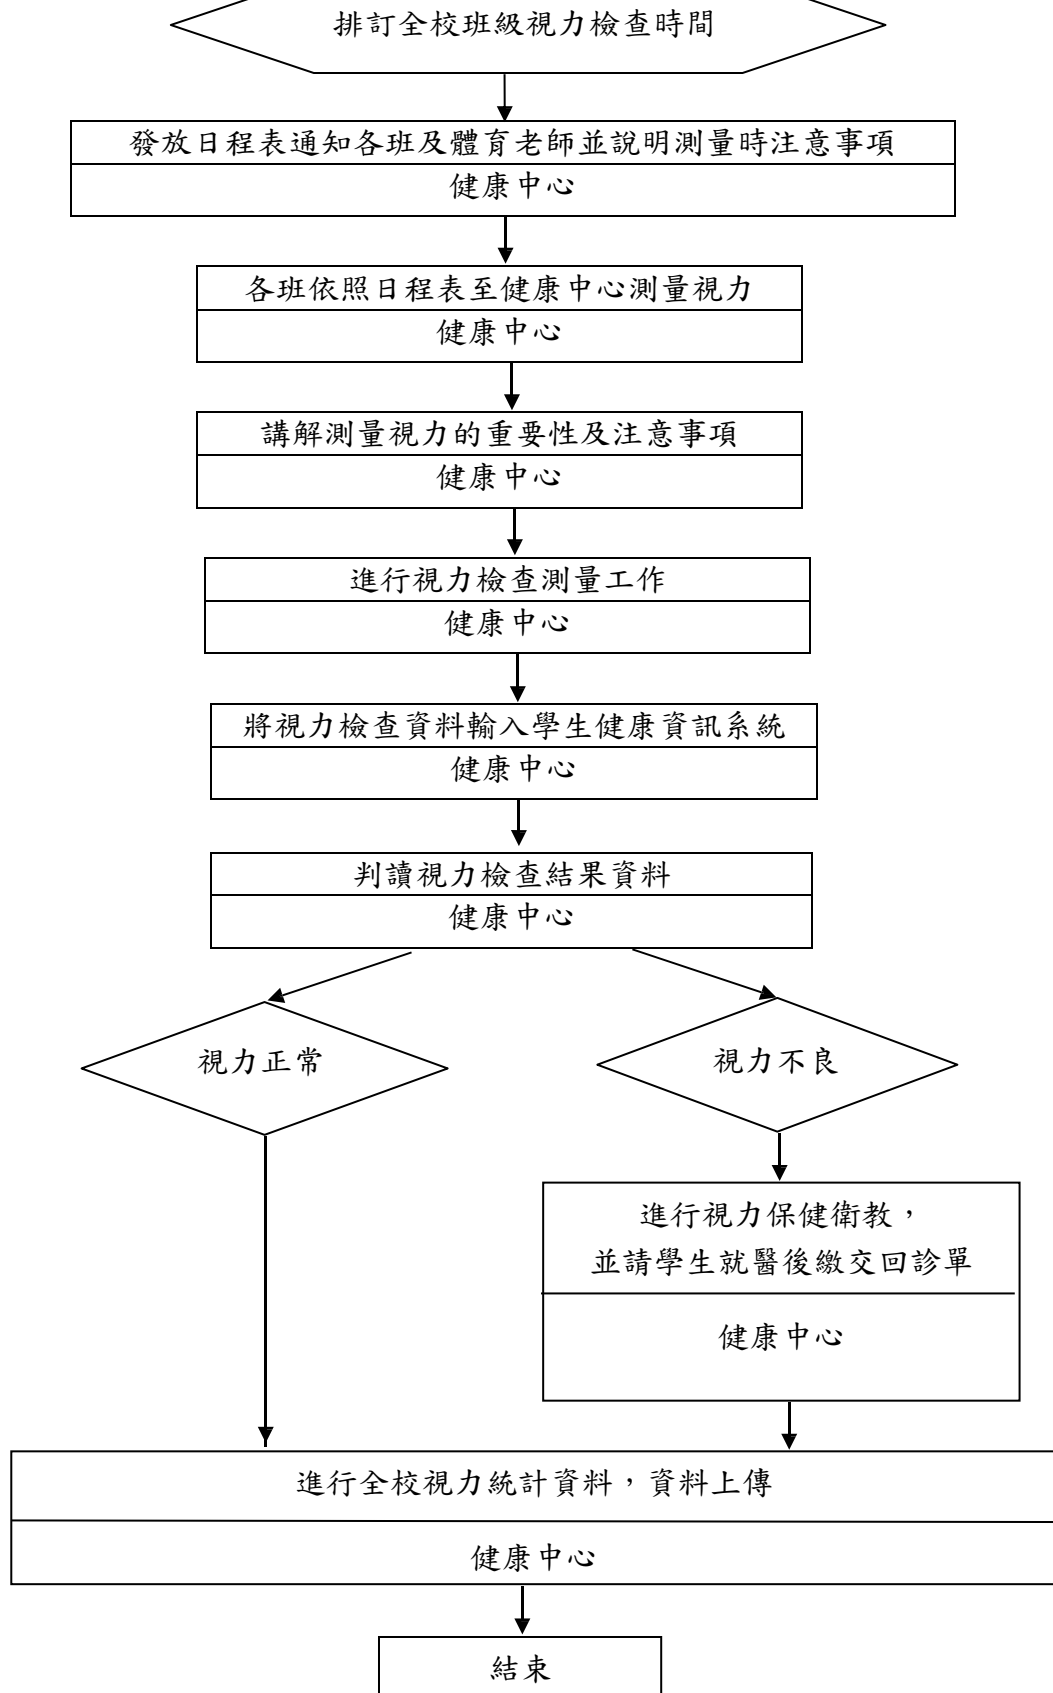 排訂全校班級視力檢查時間
發放日程表通知各班及體育老師並說明測量時注意事項
健康中心
各班依照日程表至健康中心測量視力
健康中心
講解測量視力的重要性及注意事項
健康中心
進行視力檢查測量工作
健康中心
將視力檢查資料輸入學生健康資訊系統
健康中心
判讀視力檢查結果資料
健康中心
視力正常
視力不良
進行視力保健衛教，
並請學生就醫後繳交回診單
健康中心
進行全校視力統計資料，資料上傳
健康中心
結束